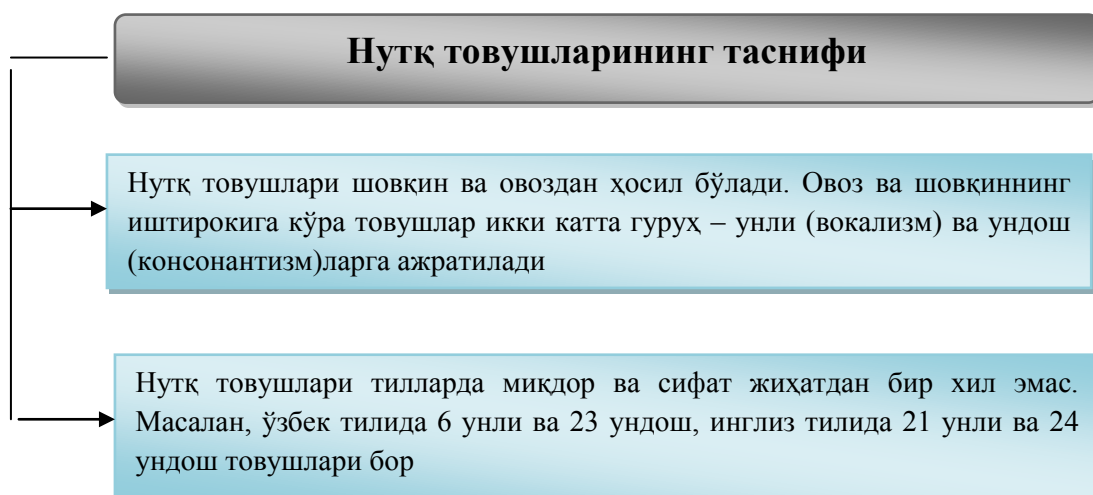 Нутқ товушларининг таснифи
Нутқ товушлари шовқин ва овоздан ҳосил бўлади. Овоз ва шовқиннинг
иштирокига кўра товушлар икки катта гуруҳ – унли (вокализм) ва ундош
(консонантизм)ларга ажратилади
Нутқ товушлари тилларда миқдор ва сифат жиҳатдан бир хил эмас.
Масалан, ўзбек тилида 6 унли ва 23 ундош, инглиз тилида 21 унли ва 24
ундош товушлари бор